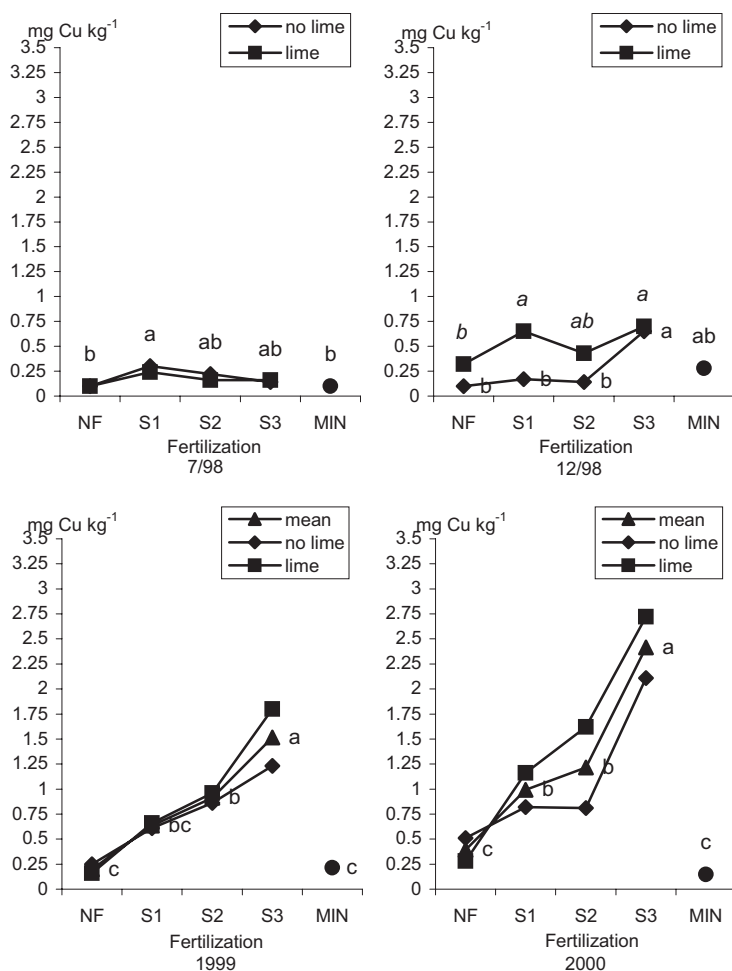 mg Cu kg-1
no lime
lime
3.5
3.25
3
2.75
2.5
2.25
2
1.75
1.5
1.25
1
0.75
0.5
0.25
0
b
a
ab
ab
b
NF S1 S2 S3 MIN
Fertilization
7/98
mg Cu kg-1
no lime
lime
3.5
3.25
3
2.75
2.5
2.25
2
1.75
1.5
1.25
1
0.75
0.5
0.25
0
b
a
ab
a
ab
b
b
b
a
NF S1 S2 S3 MIN
Fertilization
12/98
mg Cu kg-1
mean
no lime
lime
3.5
3.25
3
2.75
2.5
2.25
2
1.75
1.5
1.25
1
0.75
0.5
0.25
0
c
bc
b
a
c
NF S1 S2 S3 MIN
Fertilization
1999
mg Cu kg-1
mean
no lime
lime
3.5
3.25
3
2.75
2.5
2.25
2
1.75
1.5
1.25
1
0.75
0.5
0.25
0
c
b
b
a
c
NF S1 S2 S3 MIN
Fertilization
2000